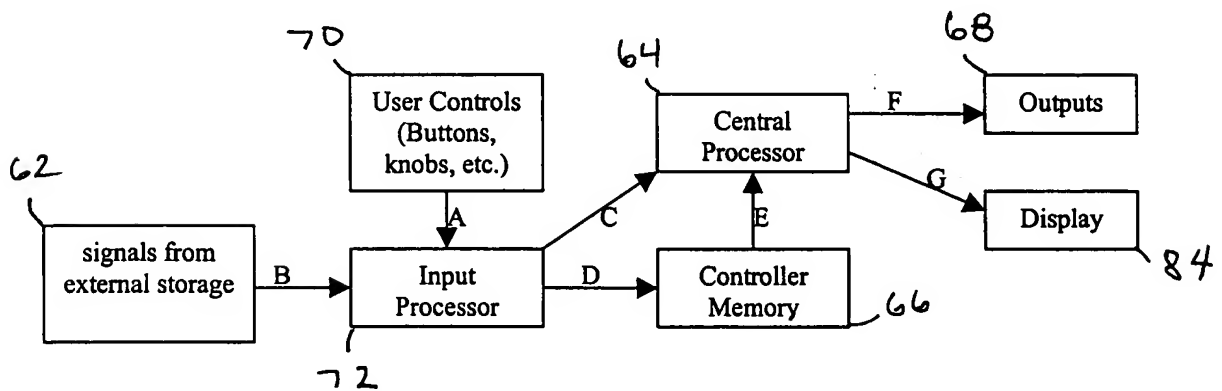 70
64
68
User Controls
(Buttons,
knobs, etc.)
Central
Processor
F
Outputs
62
G
A
C
E
Display
signals from
external storage
B
Input
Processor
D
Controller
Memory
84
66
72